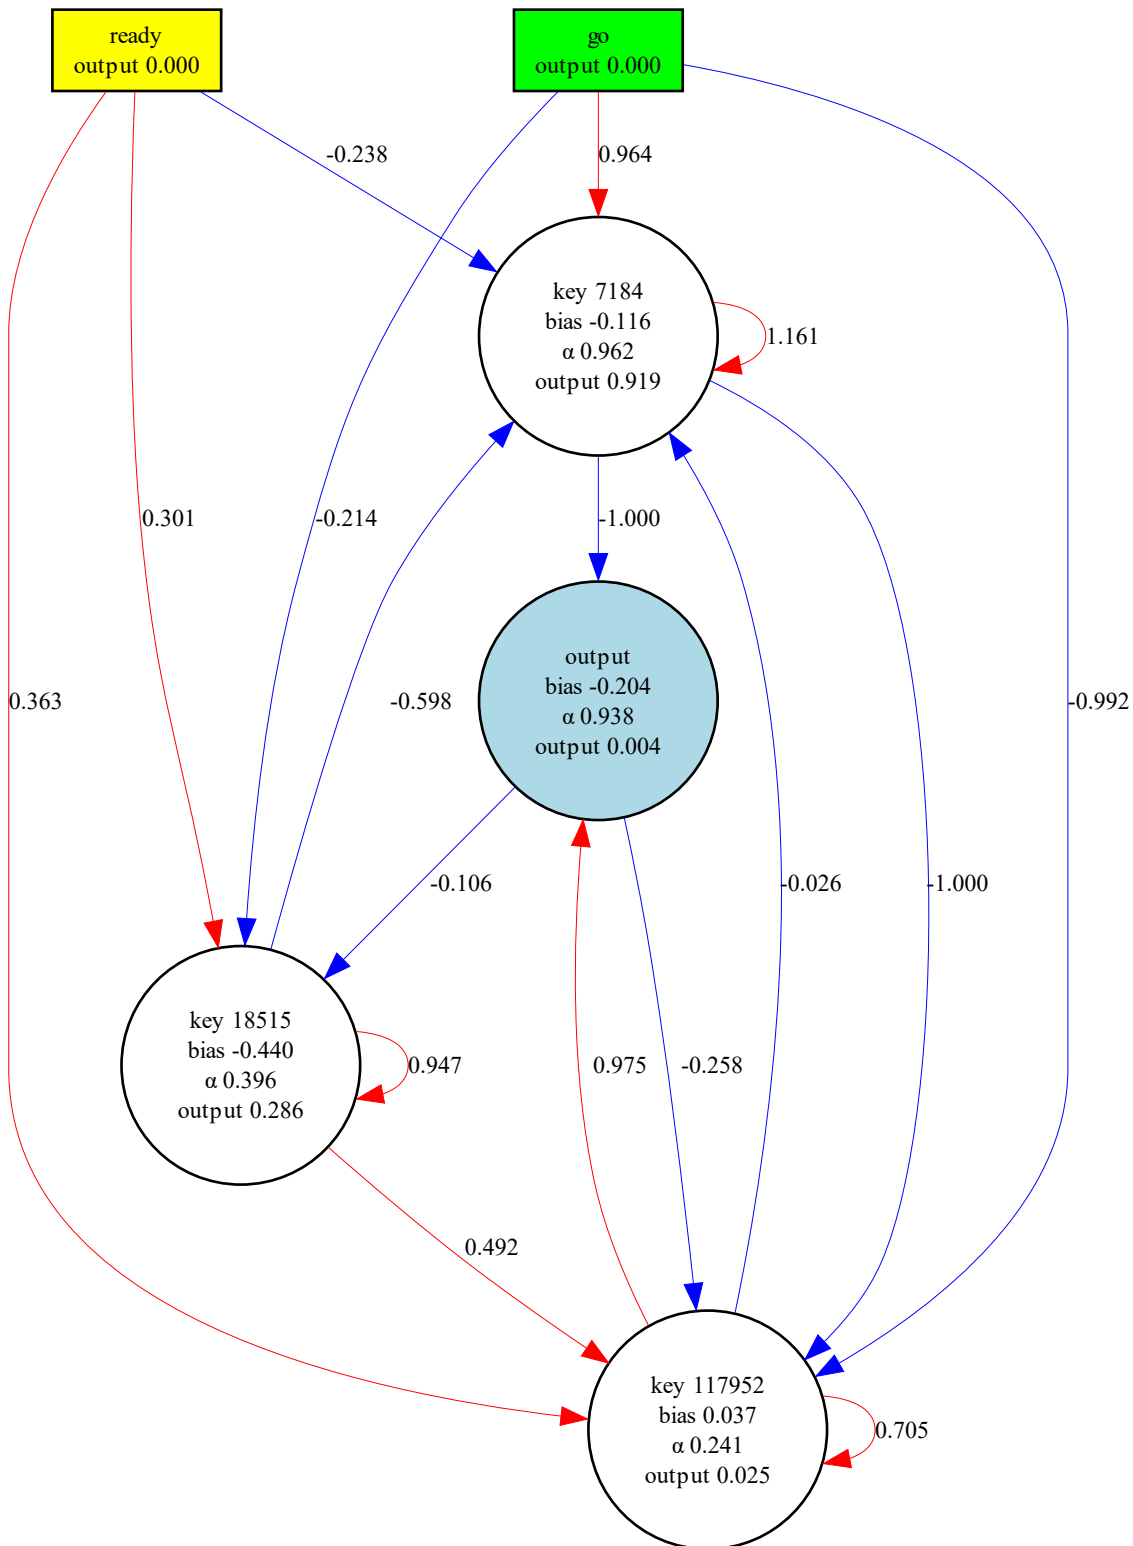 ready
output 0.000
go
output 0.000
-0.238
0.964
key 7184
bias -0.116
α 0.962
output 0.919
1.161
0.301
-0.214
-1.000
output
bias -0.204
α 0.938
output 0.004
0.363
-0.598
-0.992
-0.106
-0.026
-1.000
key 18515
bias -0.440
α 0.396
output 0.286
0.947
0.975
-0.258
0.492
key 117952
bias 0.037
α 0.241
output 0.025
0.705